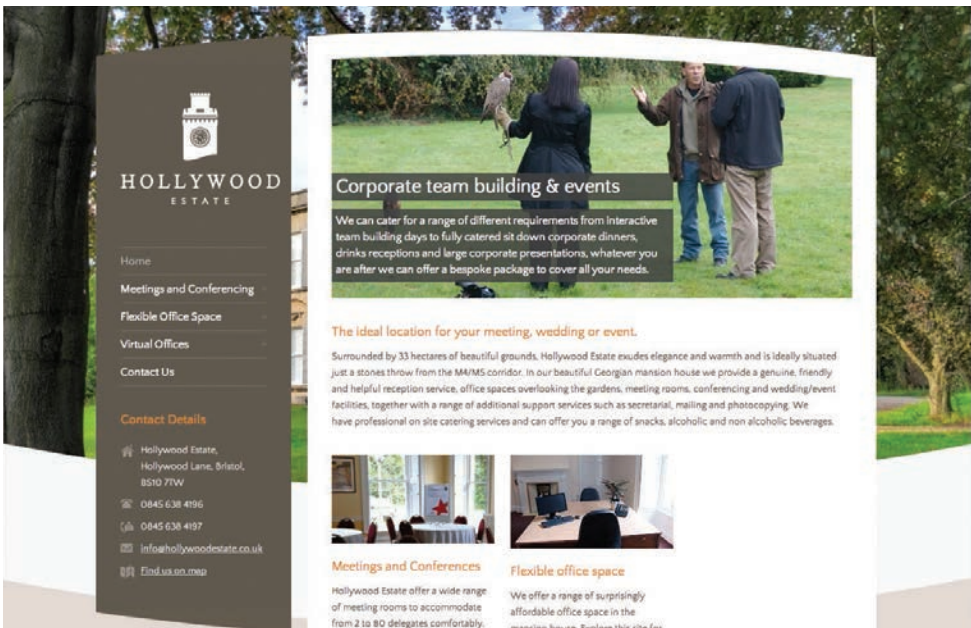 HOLLYWOOD
ESTATE
Home
Meetings and Conferencing
Flexible Office Space
Virtual Offices
Contact Us
Contact Details
Hollywood Estate,
Hollywood Lane, Bristol,
BS10 7TW
0845 638 4196
0845 638 4197
info@hollywoodestate.co.uk
Find us on map
Corporate team building & events
We can cater for a range of different requirements from interactive
team building days to fully catered sit down corporate dinners,
drinks receptions and large corporate presentations, whatever you
are after we can offer a bespoke package to cover all your needs.
The ideal location for your meeting, wedding or event.
Surrounded by 33 hectares of beautiful grounds, Hollywood Estate exudes elegance and warmth and is ideally situated
just a stones throw from the M4/M5 corridor. In our beautiful Georgian mansion house we provide a genuine, friendly
and helpful reception service, office spaces overlooking the gardens, meeting rooms, conferencing and wedding/event
facilities, together with a range of additional support services such as secretarial, mailing and photocopying. We
have professional on site catering services and can offer you a range of snacks, alcoholic and non alcoholic beverages.
Meetings and Conferences
Hollywood Estate offer a wide range
of meeting rooms to accommodate
from 2 to 80 delegates comfortably.
Flexible office space
We offer a range of surprisingly
affordable office space in the
mansion house. Explore this site for